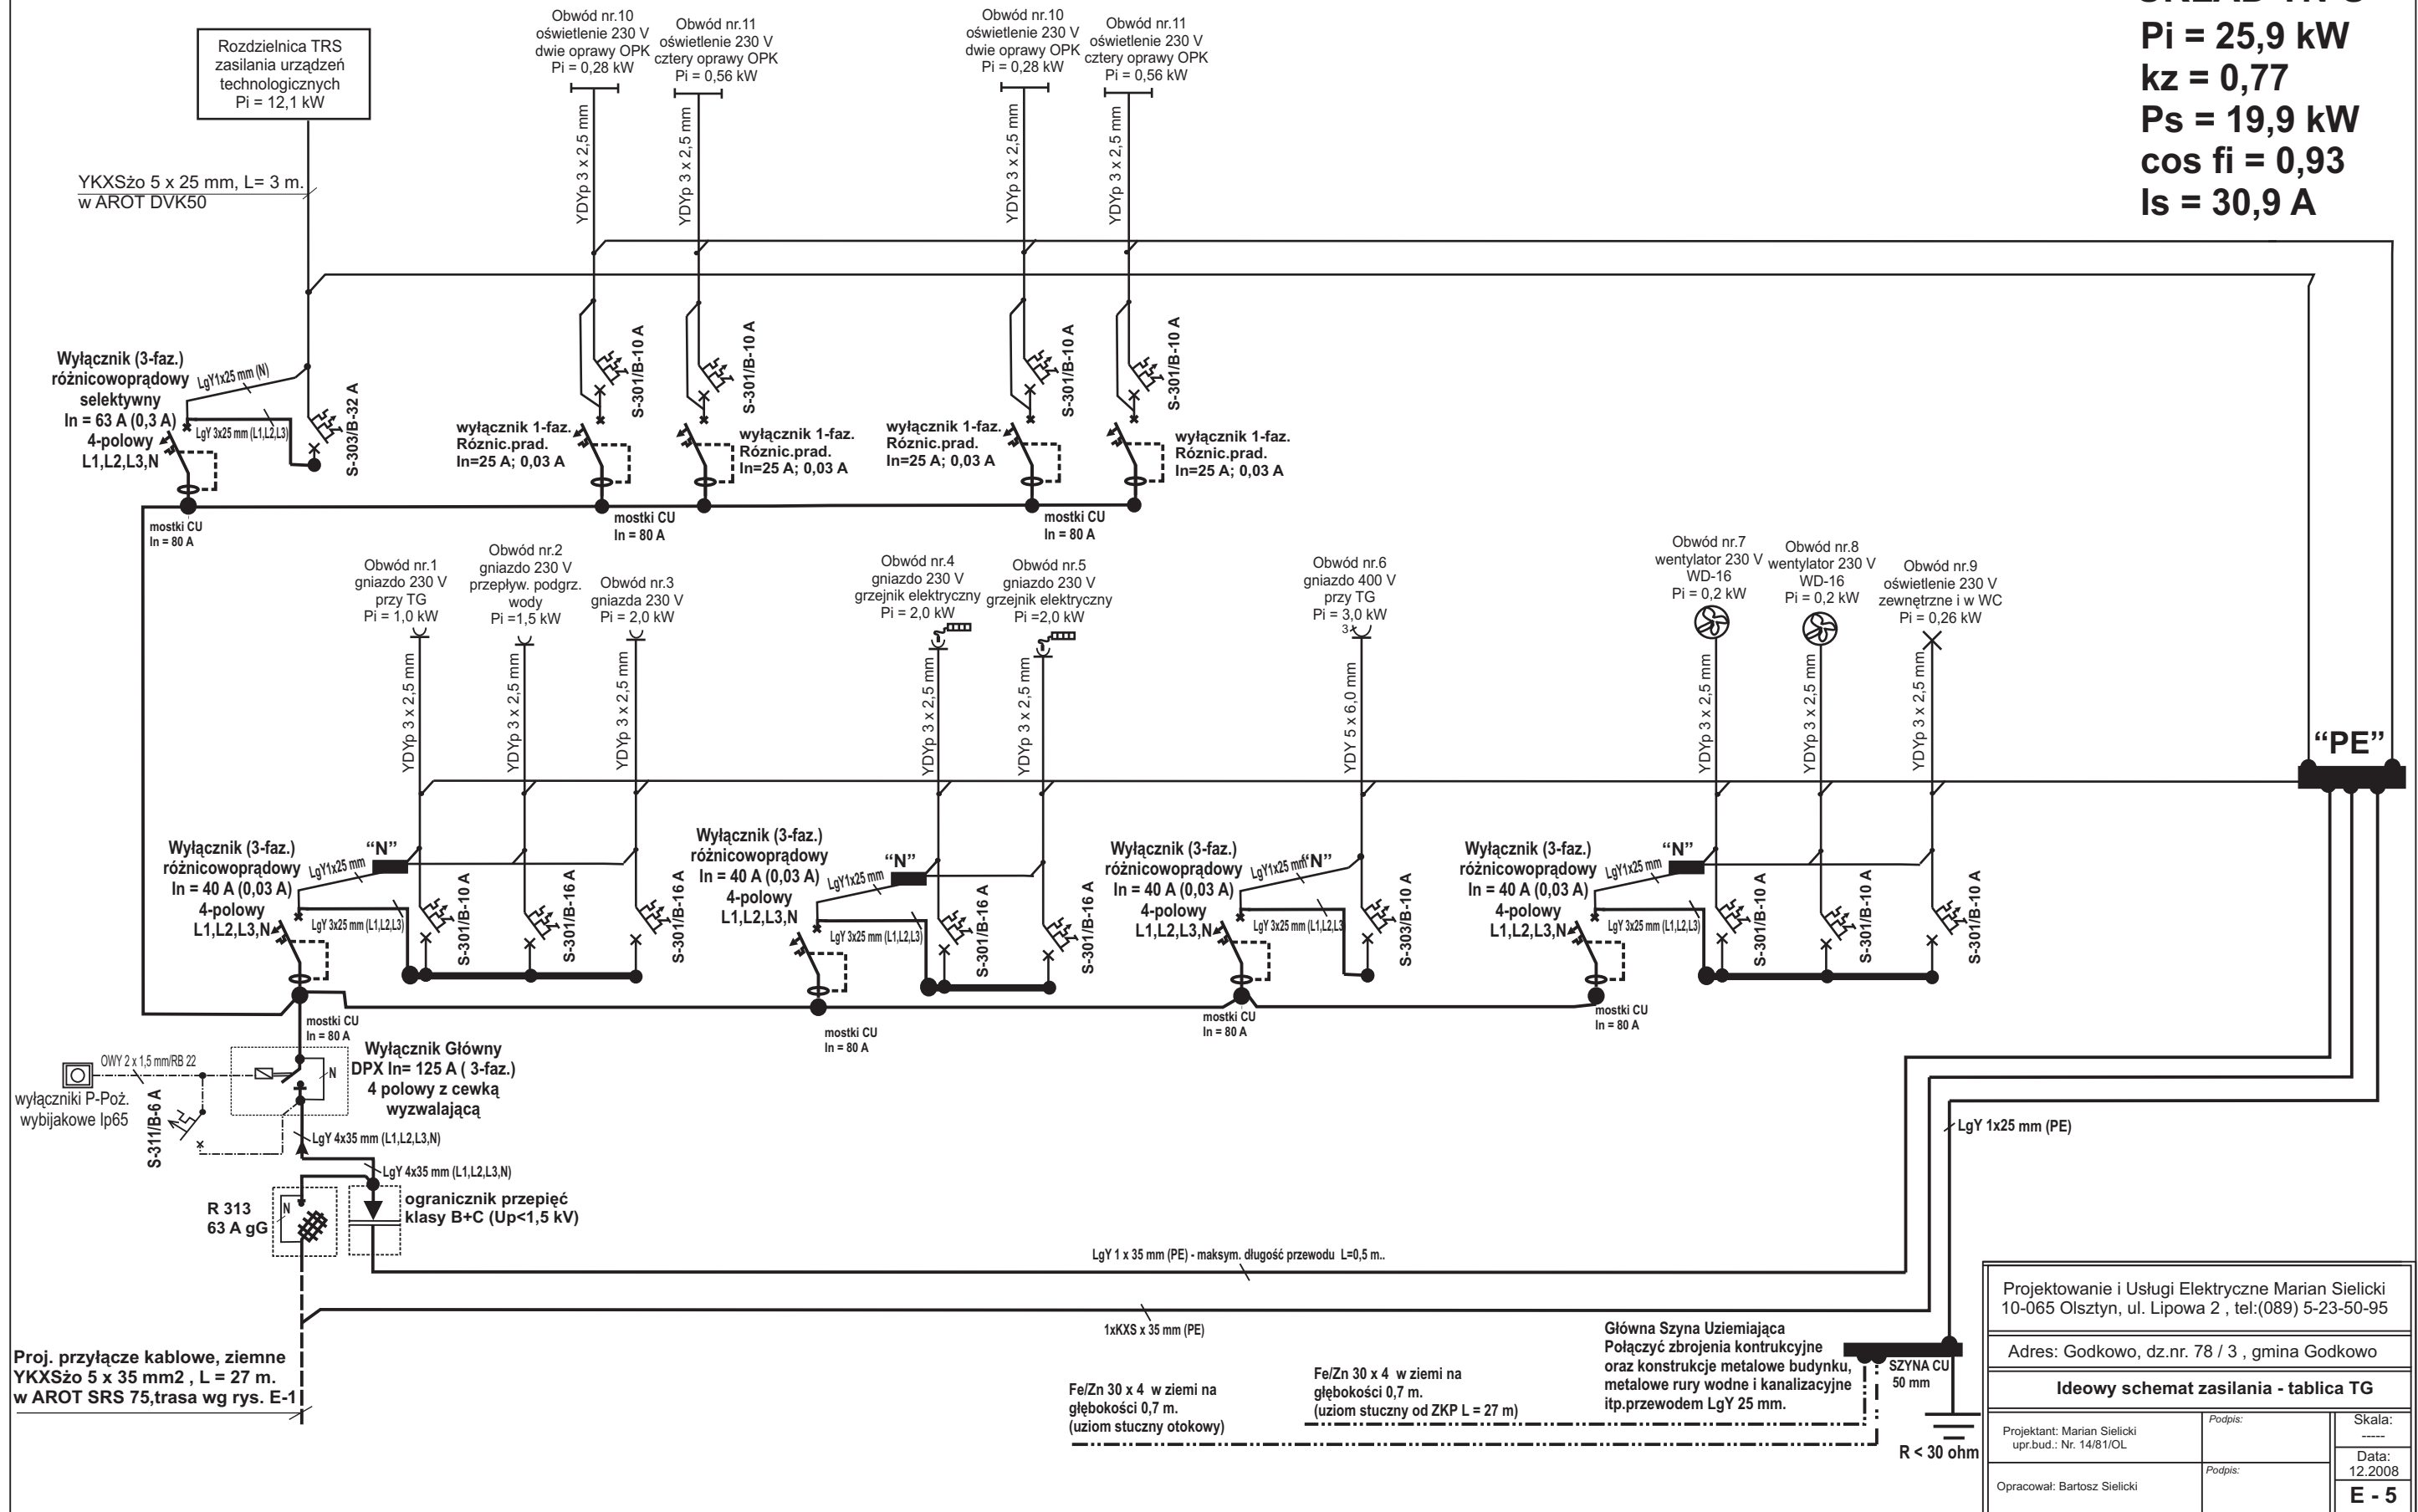 Pi = 25,9 kW
kz = 0,77
Ps = 19,9 kW
cos fi = 0,93
Is = 30,9 A
Rozdzielnica TRS
zasilania urządzeń
technologicznych
Pi = 12,1 kW
YKXSżo 5 x 25 mm, L= 3 m.
w AROT DVK50
Obwód nr.10
oświetlenie 230 V
dwie oprawy OPK
Pi = 0,28 kW
YDYp 3 x 2,5 mm
Obwód nr.11
oświetlenie 230 V
cztery oprawy OPK
Pi = 0,56 kW
YDYp 3 x 2,5 mm
Obwód nr.10
oświetlenie 230 V
dwie oprawy OPK
Pi = 0,28 kW
YDYp 3 x 2,5 mm
Obwód nr.11
oświetlenie 230 V
cztery oprawy OPK
Pi = 0,56 kW
YDYp 3 x 2,5 mm
Wyłącznik (3-faz.)
różnicowoprądowy
selektywny
In = 63 A (0,3 A)
4-polowy
L1,L2,L3,N
LgY1x25 mm (N)
LgY 3x25 mm (L1,L2,L3)
S-303/B-32 A
mostki CU
In = 80 A
wyłącznik 1-faz.
Róznic.prad.
In=25 A; 0,03 A
S-301/B-10 A
mostki CU
In = 80 A
wyłącznik 1-faz.
Róznic.prad.
In=25 A; 0,03 A
S-301/B-10 A
wyłącznik 1-faz.
Róznic.prad.
In=25 A; 0,03 A
S-301/B-10 A
mostki CU
In = 80 A
wyłącznik 1-faz.
Róznic.prad.
In=25 A; 0,03 A
S-301/B-10 A
Obwód nr.1
gniazdo 230 V
przy TG
Pi = 1,0 kW
YDYp 3 x 2,5 mm
Obwód nr.2
gniazdo 230 V
przepływ. podgrz.
wody
Pi =1,5 kW
YDYp 3 x 2,5 mm
Obwód nr.3
gniazda 230 V
Pi = 2,0 kW
YDYp 3 x 2,5 mm
Obwód nr.4
gniazdo 230 V
grzejnik elektryczny
Pi = 2,0 kW
YDYp 3 x 2,5 mm
Obwód nr.5
gniazdo 230 V
grzejnik elektryczny
Pi =2,0 kW
YDYp 3 x 2,5 mm
Obwód nr.6
gniazdo 400 V
przy TG
Pi = 3,0 kW
3
YDY 5 x 6,0 mm
Obwód nr.7
wentylator 230 V
WD-16
Pi = 0,2 kW
YDYp 3 x 2,5 mm
Obwód nr.8
wentylator 230 V
WD-16
Pi = 0,2 kW
YDYp 3 x 2,5 mm
Obwód nr.9
oświetlenie 230 V
zewnętrzne i w WC
Pi = 0,26 kW
YDYp 3 x 2,5 mm
“PE”
Wyłącznik (3-faz.)
różnicowoprądowy
In = 40 A (0,03 A)
4-polowy
L1,L2,L3,N
LgY1x25 mm
“N”
LgY 3x25 mm (L1,L2,L3)
S-301/B-10 A
S-301/B-16 A
S-301/B-16 A
mostki CU
In = 80 A
Wyłącznik (3-faz.)
różnicowoprądowy
In = 40 A (0,03 A)
4-polowy
L1,L2,L3,N
LgY1x25 mm
“N”
LgY 3x25 mm (L1,L2,L3)
S-301/B-16 A
S-301/B-16 A
mostki CU
In = 80 A
Wyłącznik (3-faz.)
różnicowoprądowy
In = 40 A (0,03 A)
4-polowy
L1,L2,L3,N
LgY1x25 mm
“N”
LgY 3x25 mm (L1,L2,L3
S-303/B-10 A
mostki CU
In = 80 A
Wyłącznik (3-faz.)
różnicowoprądowy
In = 40 A (0,03 A)
4-polowy
L1,L2,L3,N
LgY1x25 mm
“N”
LgY 3x25 mm (L1,L2,L3)
S-301/B-10 A
S-301/B-10 A
S-301/B-10 A
mostki CU
In = 80 A
OWY 2 x 1,5 mm/RB 22
wyłączniki P-Poż.
wybijakowe Ip65
S-311/B-6 A
N
Wyłącznik Główny
DPX In= 125 A ( 3-faz.)
4 polowy z cewką
wyzwalającą
LgY 4x35 mm (L1,L2,L3,N)
LgY 4x35 mm (L1,L2,L3,N)
R 313
63 A gG
N
ogranicznik przepięć
klasy B+C (Up<1,5 kV)
LgY 1x25 mm (PE)
LgY 1 x 35 mm (PE) - maksym. długość przewodu L=0,5 m..
1xKXS x 35 mm (PE)
Proj. przyłącze kablowe, ziemne
YKXSżo 5 x 35 mm2 , L = 27 m.
w AROT SRS 75,trasa wg rys. E-1
Fe/Zn 30 x 4 w ziemi na
głębokości 0,7 m.
(uziom stuczny otokowy)
Fe/Zn 30 x 4 w ziemi na
głębokości 0,7 m.
(uziom stuczny od ZKP L = 27 m)
Główna Szyna Uziemiająca
Połączyć zbrojenia kontrukcyjne
oraz konstrukcje metalowe budynku,
metalowe rury wodne i kanalizacyjne
itp.przewodem LgY 25 mm.
SZYNA CU
50 mm
R < 30 ohm
Projektowanie i Usługi Elektryczne Marian Sielicki
10-065 Olsztyn, ul. Lipowa 2 , tel:(089) 5-23-50-95
Adres: Godkowo, dz.nr. 78 / 3 , gmina Godkowo
Ideowy schemat zasilania - tablica TG
Projektant: Marian Sielicki
upr.bud.: Nr. 14/81/OL
Podpis:
Skala:
-----
Data:
12.2008
Opracował: Bartosz Sielicki
Podpis:
E - 5